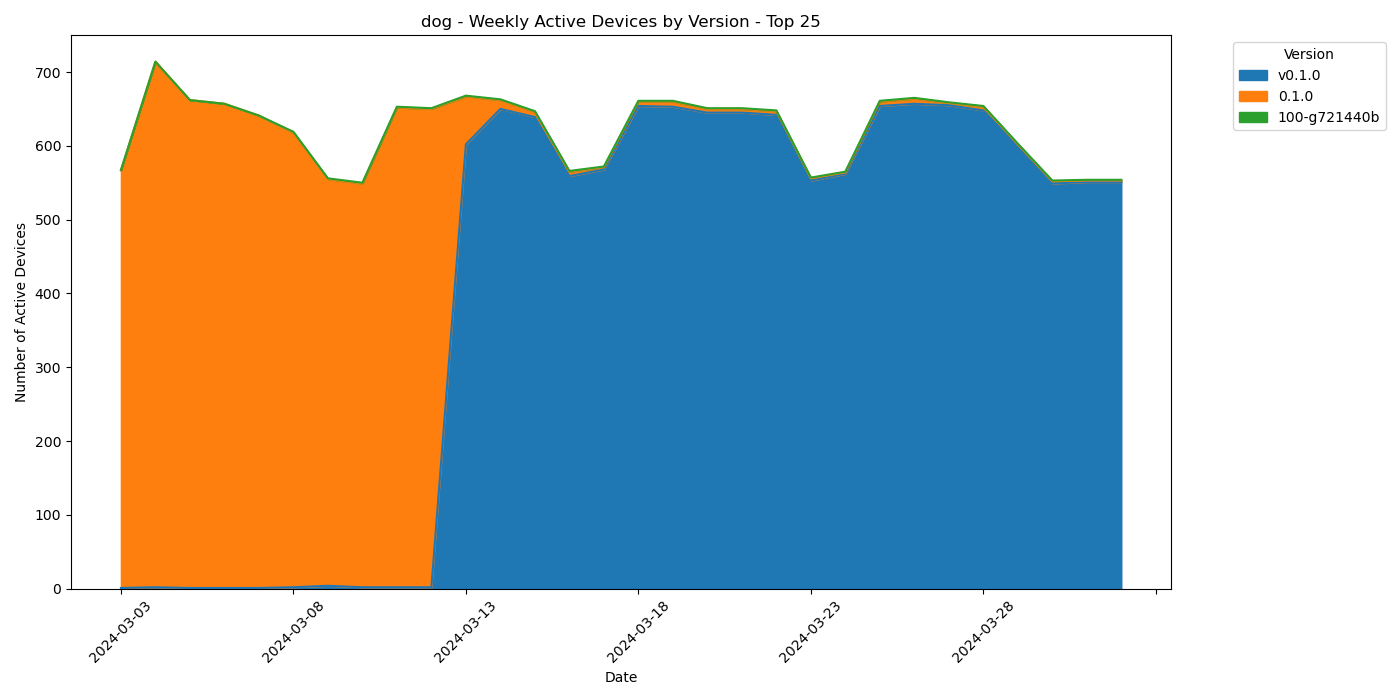 dog - Weekly Active Devices by Version - Top 25
Version
v0.1.0
0.1.0
100-g721440b
Number of Active Devices
700
600
500
400
300
200
100
0
2024-03-03
2024-03-08
2024-03-13
2024-03-18
2024-03-23
2024-03-28
Date